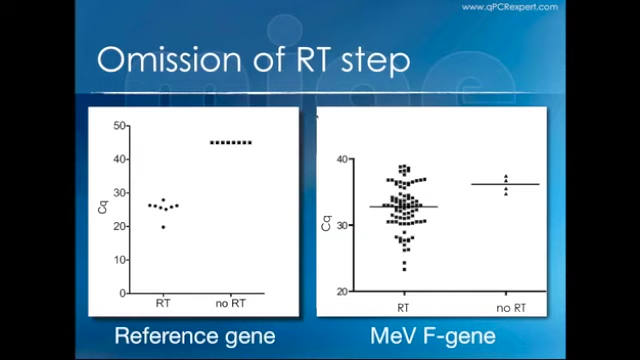 www.qPCRexpert.com
Omission of RT step
50
40
30
20
10
0
Cq
RT
no RT
Reference gene
40
30
20
Cq
RT
no RT
MeV F-gene